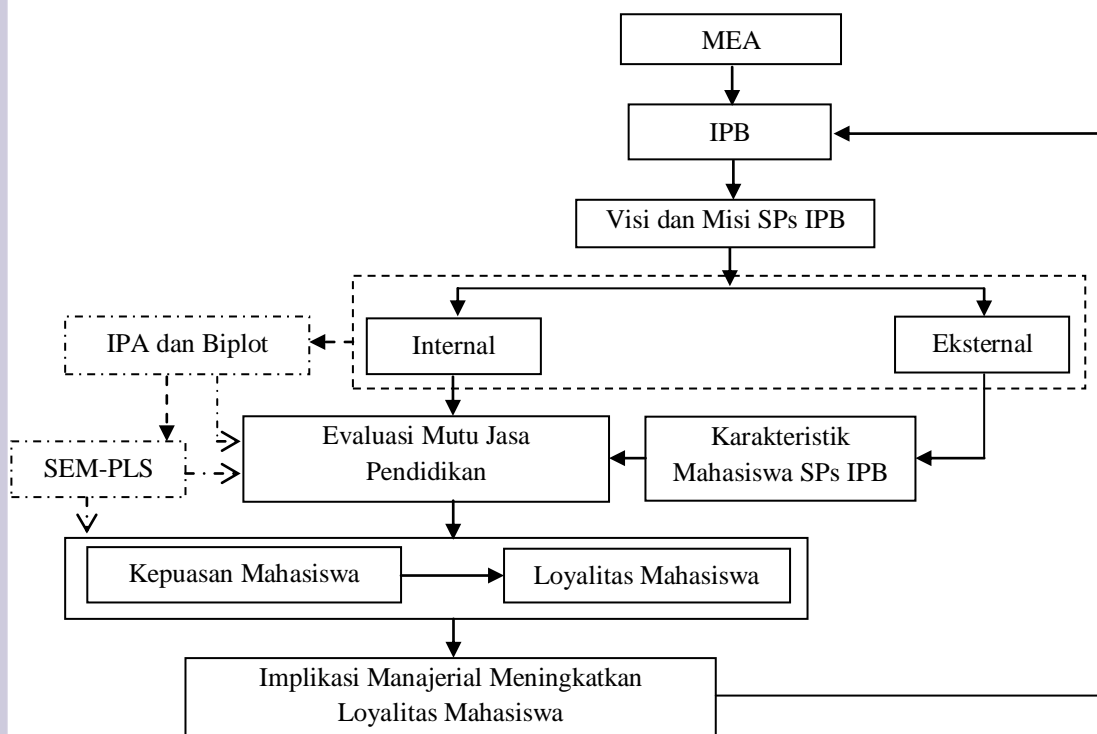 MEA
IPB
Visi dan Misi SPs IPB
IPA dan Biplot
Internal
Eksternal
SEM-PLS
Evaluasi Mutu Jasa
Pendidikan
Karakteristik
Mahasiswa SPs IPB
Kepuasan Mahasiswa
Loyalitas Mahasiswa
Implikasi Manajerial Meningkatkan
Loyalitas Mahasiswa